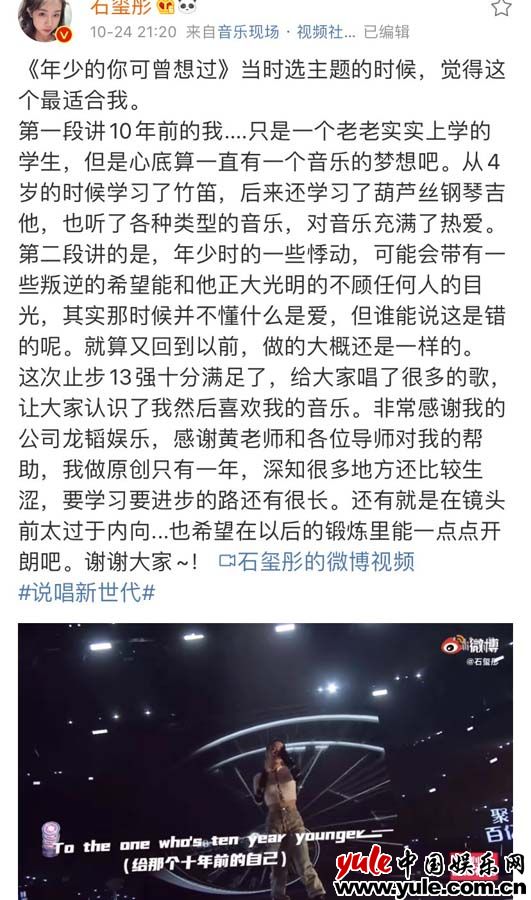 石玺彤
10-24 21:20 来自音乐现场·视频社... 已编辑
《年少的你可曾想过》当时选主题的时候，觉得这
个最适合我。
第一段讲10年前的我....只是一个老老实实上学的
学生，但是心底算一直有一个音乐的梦想吧。从4
岁的时候学习了竹笛，后来还学习了葫芦丝钢琴吉
他，也听了各种类型的音乐，对音乐充满了热爱。
第二段讲的是，年少时的一些悸动，可能会带有一
些叛逆的希望能和他正大光明的不顾任何人的目
光，其实那时候并不懂什么是爱，但谁能说这是错
的呢。就算又回到以前，做的大概还是一样的。
这次止步13强十分满足了，给大家唱了很多的歌，
让大家认识了我然后喜欢我的音乐。非常感谢我的
公司龙韬娱乐，感谢黄老师和各位导师对我的帮
助，我做原创只有一年，深知很多地方还比较生
涩，要学习要进步的路还有很长。还有就是在镜头
前太过于内向...也希望在以后的锻炼里能一点点开
朗吧。谢谢大家~！ 石玺彤的微博视频
#说唱新世代#
微博
@石玺彤
To the one who's ten year younger
（给那个十年前的自己）
聚
百亿
yule中国娱乐网
www.yule.com.cn